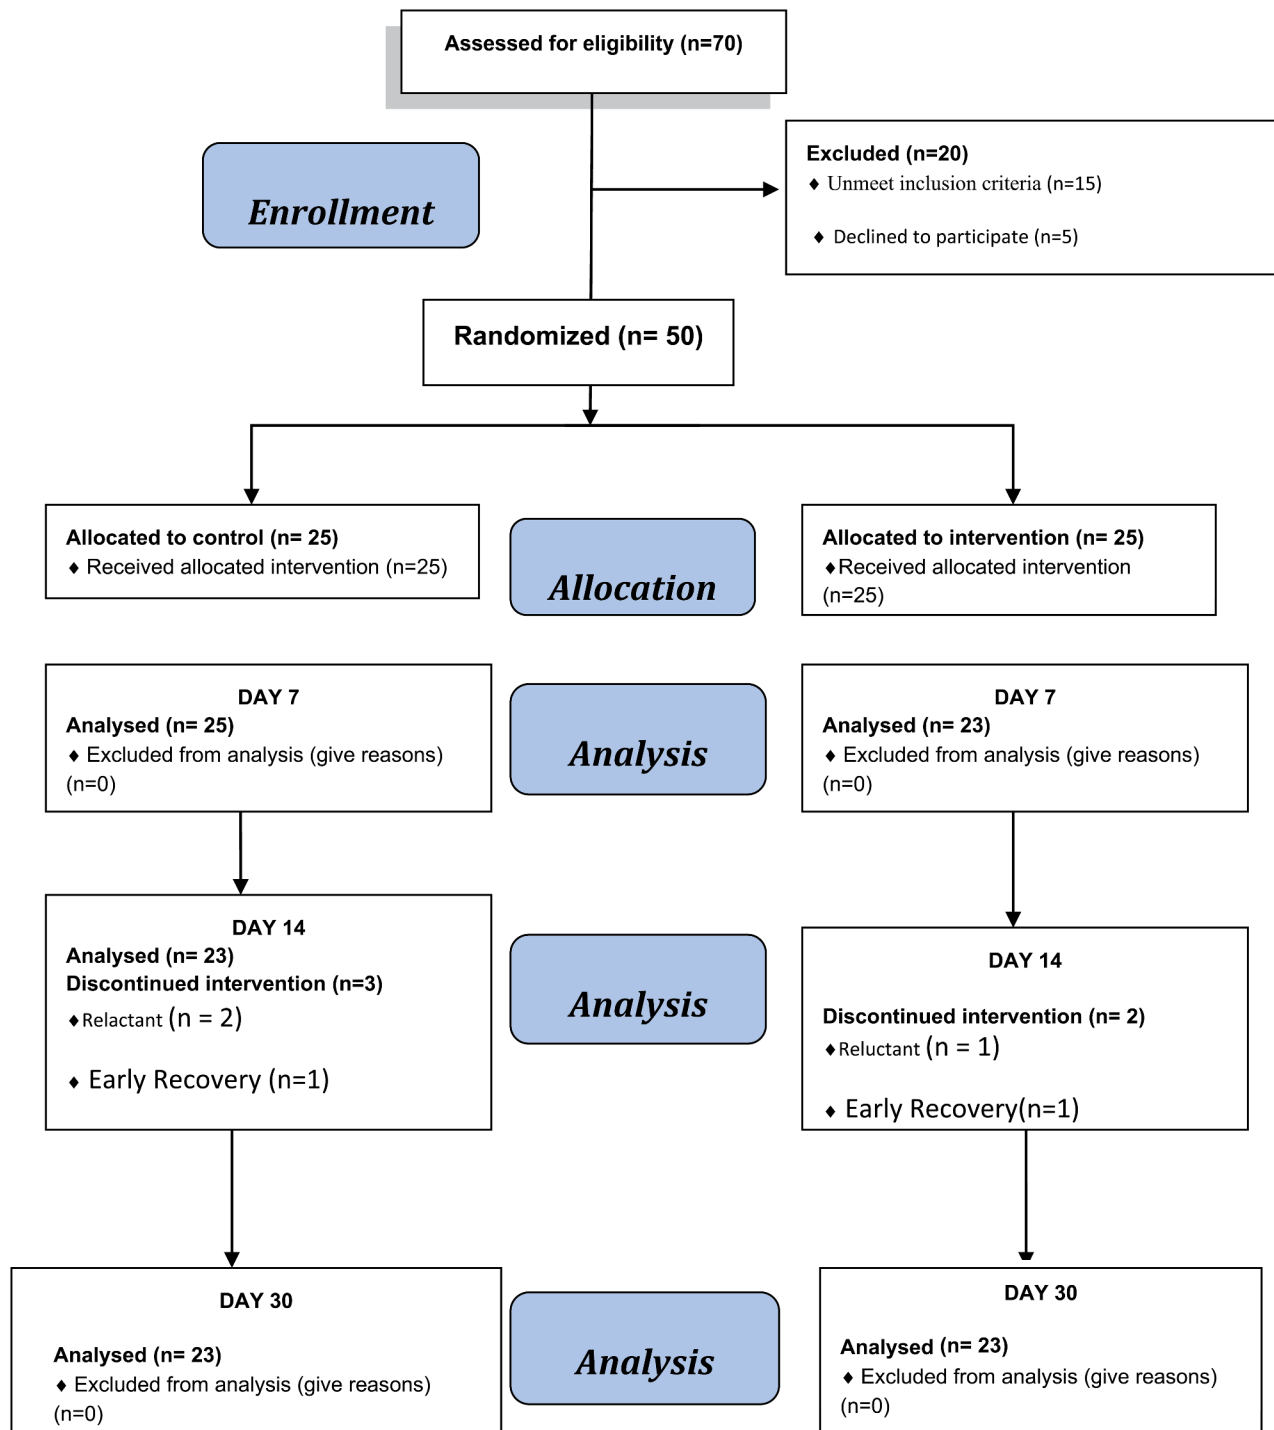 Assessed for eligibility (n=70)
Excluded (n=20)
♦ Unmeet inclusion criteria (n=15)
♦ Declined to participate (n=5)
Enrollment
Randomized (n= 50)
Allocated to control (n= 25)
♦ Received allocated intervention (n=25)
Allocation
Allocated to intervention (n= 25)
♦Received allocated intervention
(n=25)
DAY 7
Analysed (n= 25)
♦ Excluded from analysis (give reasons)
(n=0)
Analysis
DAY 7
Analysed (n= 23)
♦ Excluded from analysis (give reasons)
(n=0)
DAY 14
Analysed (n= 23)
Discontinued intervention (n=3)
♦Relactant (n = 2)
♦ Early Recovery (n=1)
Analysis
DAY 14
Discontinued intervention (n= 2)
♦Reluctant (n = 1)
♦ Early Recovery(n=1)
DAY 30
Analysed (n= 23)
♦ Excluded from analysis (give reasons)
(n=0)
Analysis
DAY 30
Analysed (n= 23)
♦ Excluded from analysis (give reasons)
(n=0)